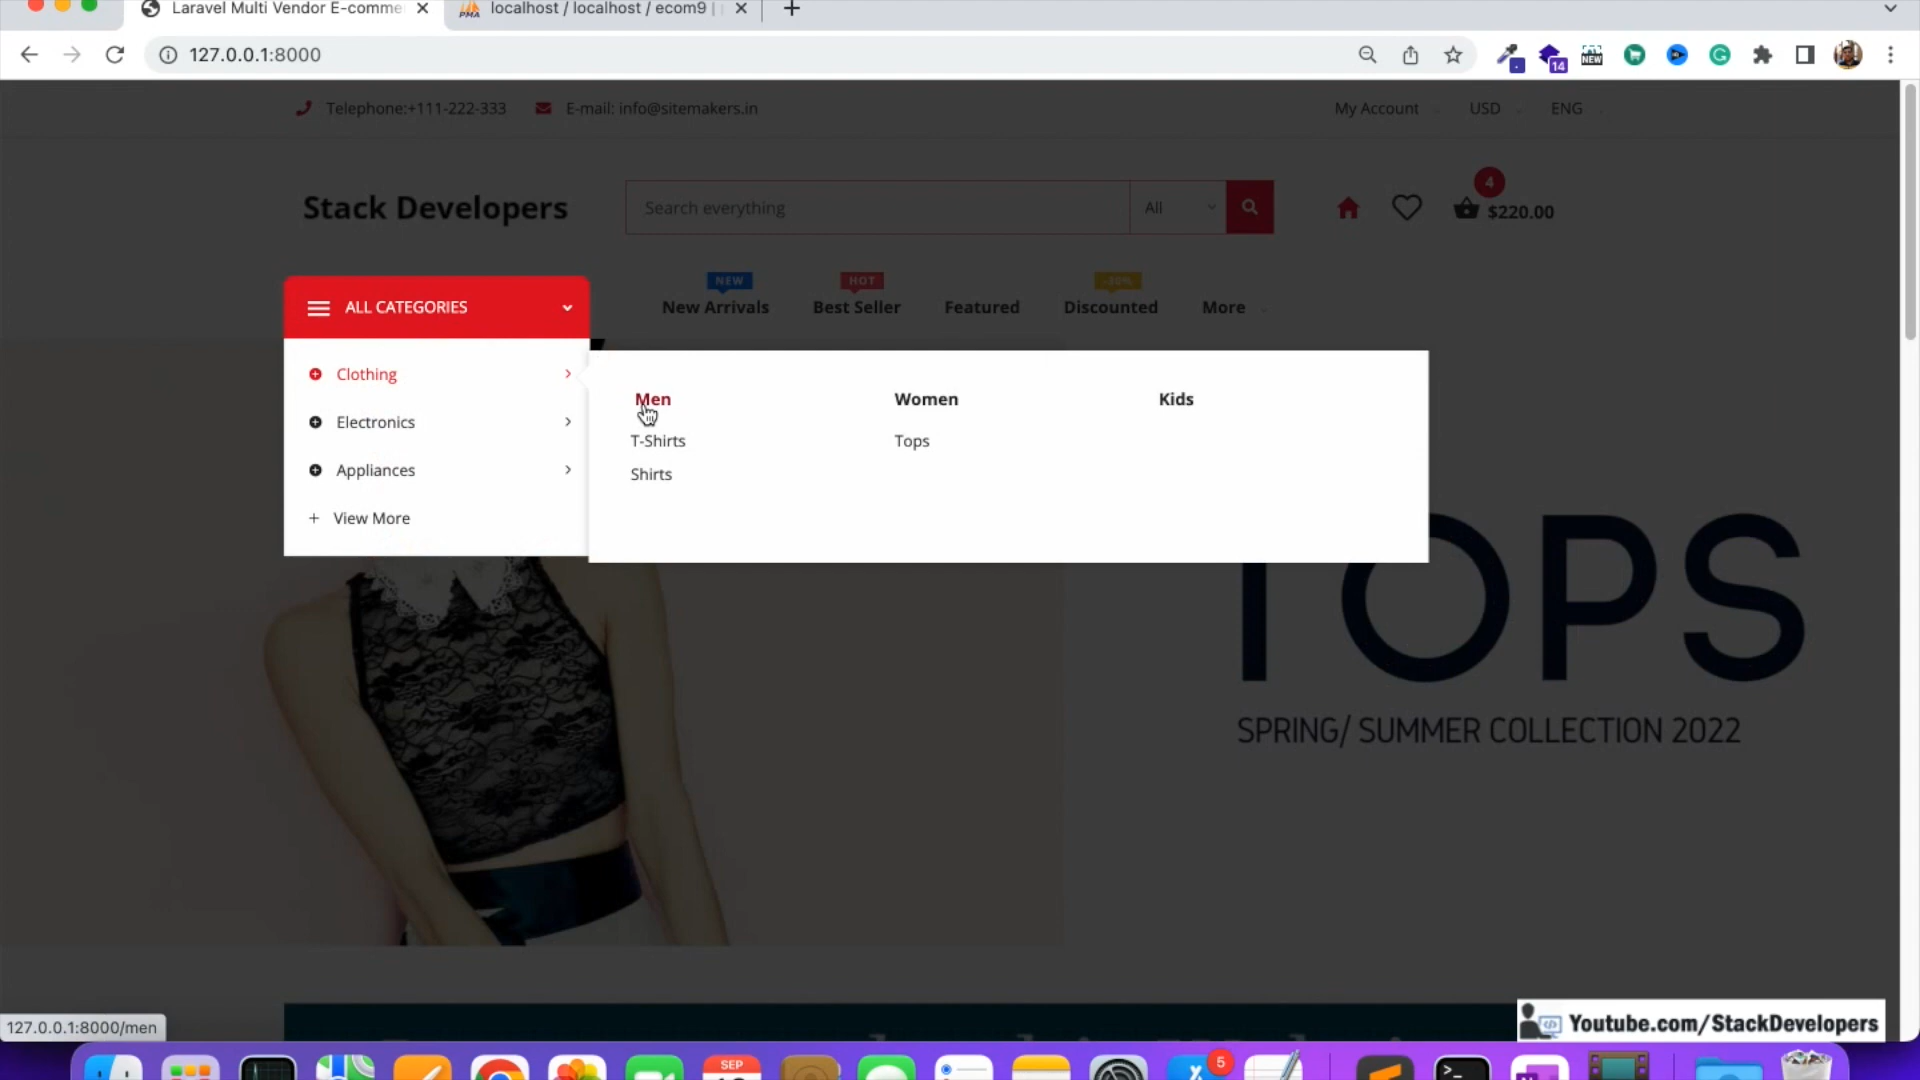 Laravel Multi Vendor E-comme
localhost / localhost / ecom9 |
127.0.0.1:8000
14
NEW
Telephone:+111-222-333
E-mail: info@sitemakers.in
My Account
USD
ENG
Stack Developers
Search everything
All
4
$220.00
ALL CATEGORIES
NEW
HOT
-30%
New Arrivals
Best Seller
Featured
Discounted
More
Clothing
Electronics
Appliances
View More
Men
T-Shirts
Shirts
Women
Tops
Kids
TOPS
SPRING/ SUMMER COLLECTION 2022
127.0.0.1:8000/men
Youtube.com/StackDevelopers
SEP
5